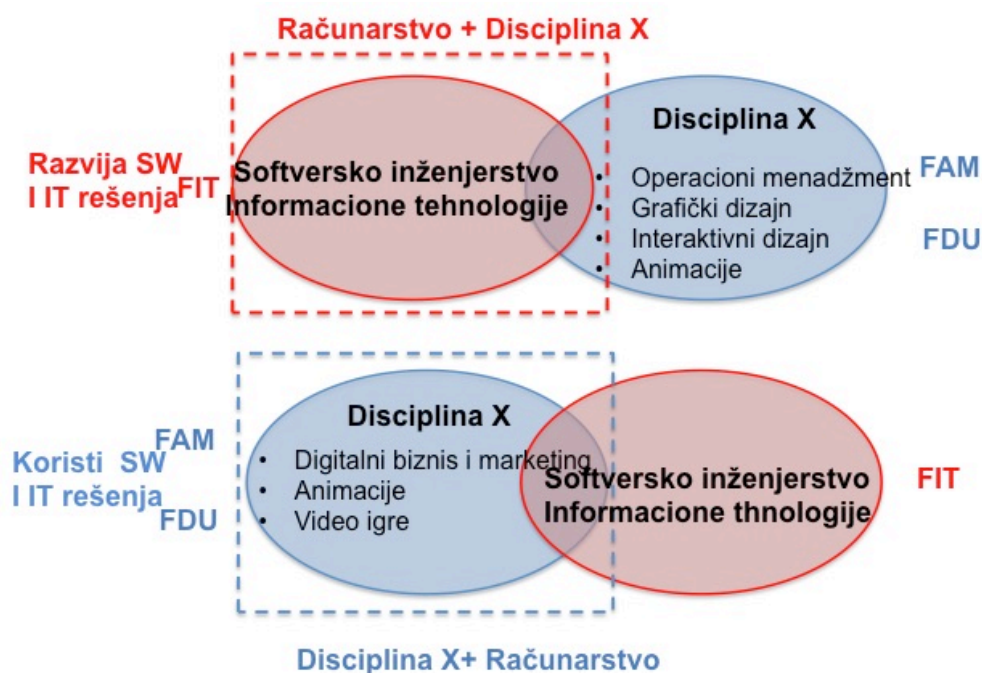 Računarstvo + Disciplina X
Disciplina X
Razvija SW
I IT rešenja
FIT
Softversko inženjerstvo
Informacione tehnologije
• Operacioni menadžment
• Grafički dizajn
• Interaktivni dizajn
• Animacije
FAM
FDU
Disciplina X
FAM
Koristi SW
I IT rešenja
FDU
• Digitalni biznis i marketing
• Animacije
• Video igre
Softversko inženjerstvo
Informacione thnologije
FIT
Disciplina X+ Računarstvo